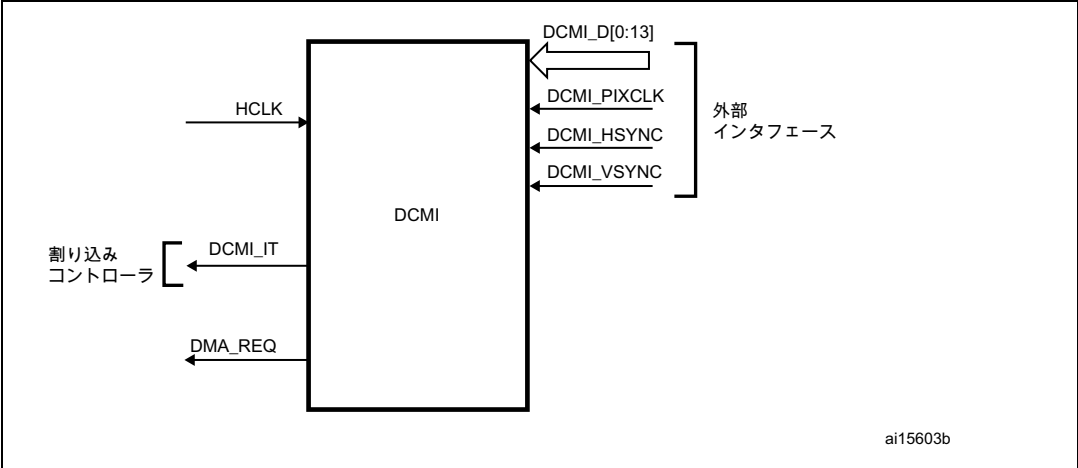 DCMI_D[0:13]
DCMI_PIXCLK
DCMI_HSYNC
DCMI_VSYNC
外部
インタフェース
HCLK
DCMI
割り込み
コントローラ
DCMI_IT
DMA_REQ
ai15603b